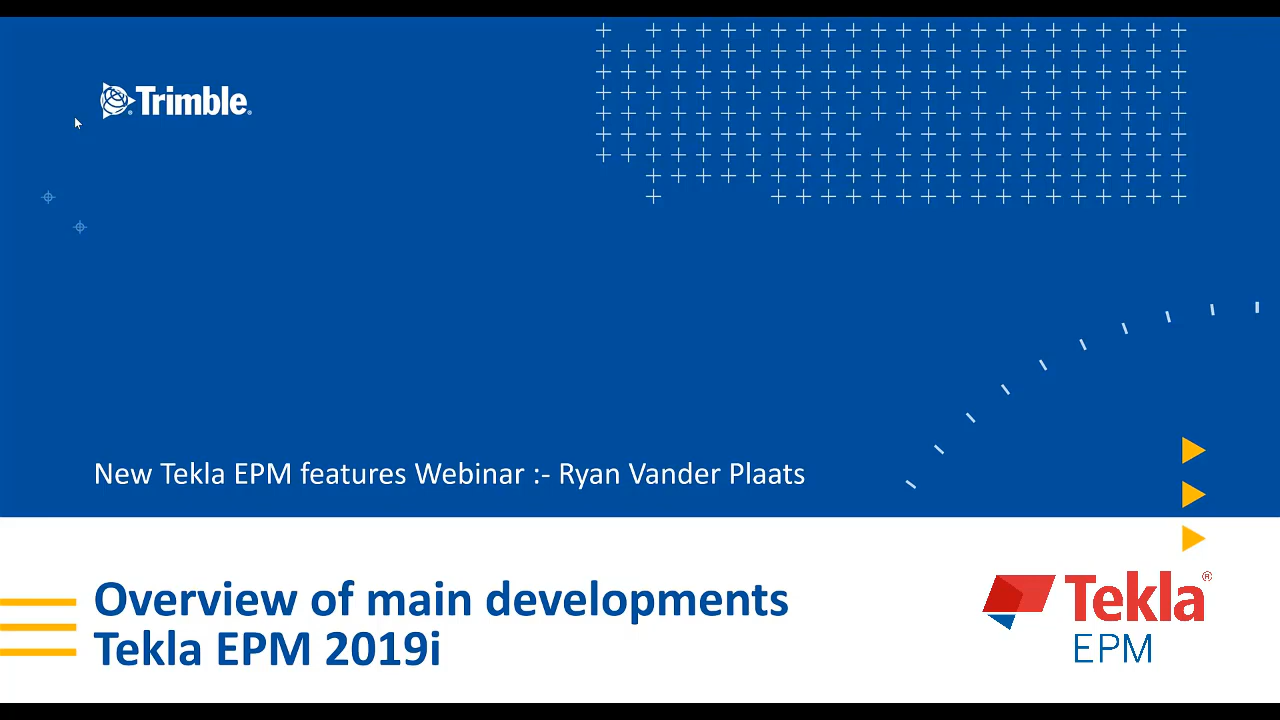 Trimble
New Tekla EPM features Webinar :- Ryan Vander Plaats
Overview of main developments
Tekla EPM 2019i
Tekla®
EPM